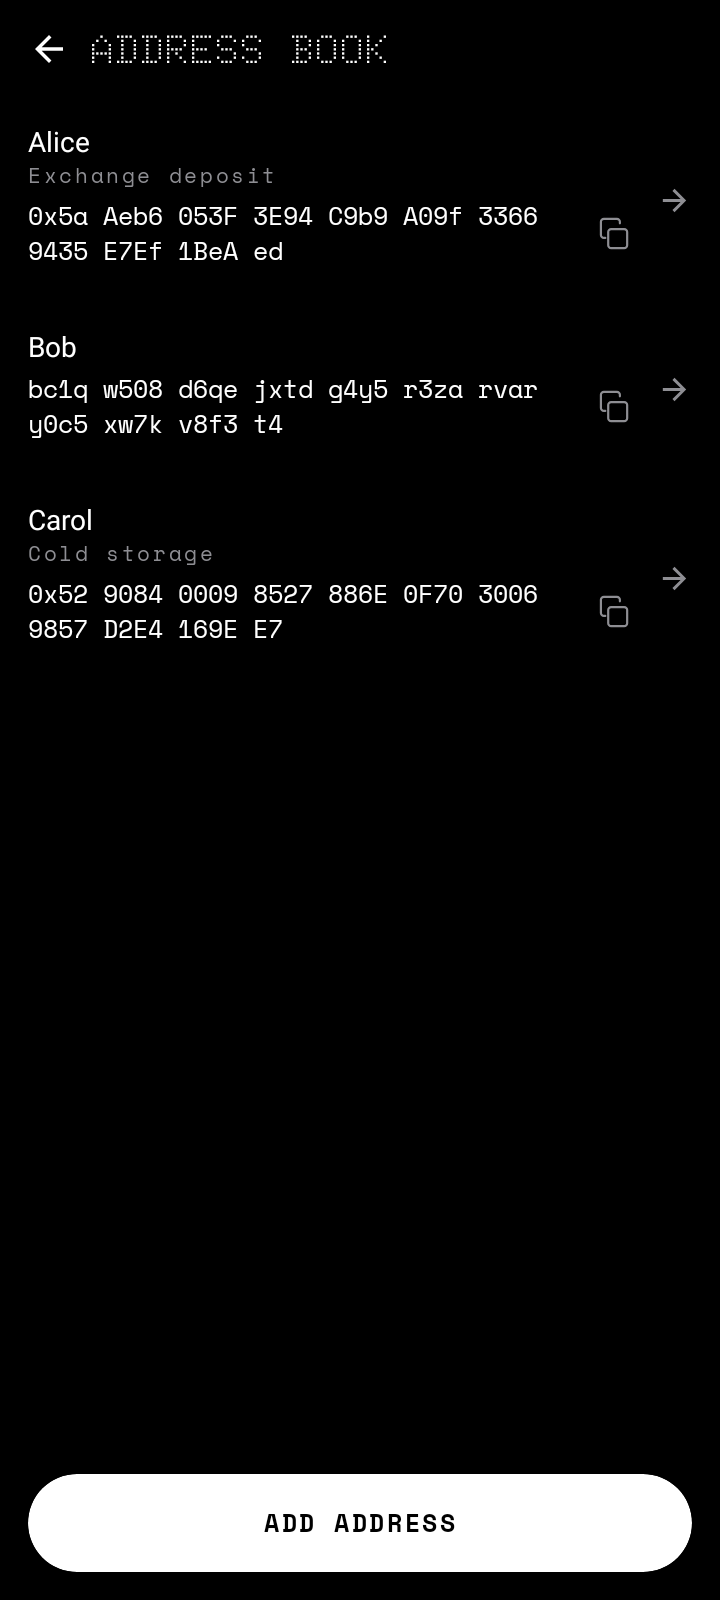 ADDRESS BOOK
Alice
Exchange deposit
0x5a Aeb6 053F 3E94 C9b9 A09f 3366
9435 E7Ef 1BeA ed
Bob
bc1q w508 d6qe jxtd g4y5 r3za rvar
y0c5 xw7k v8f3 t4
Carol
Cold storage
0x52 9084 0009 8527 886E 0F70 3006
9857 D2E4 169E E7
ADD ADDRESS